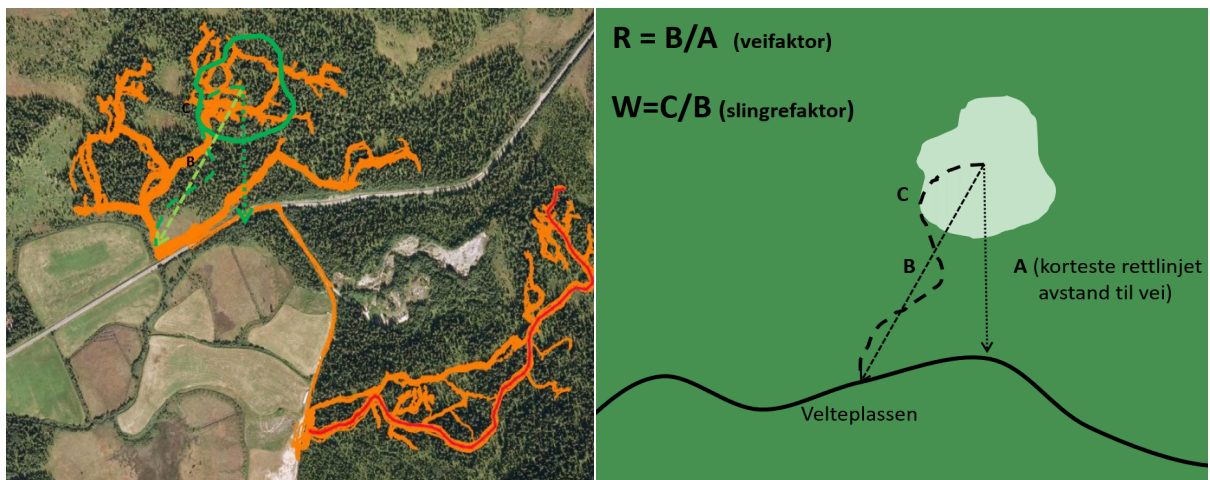 C
B
R = B/A (veifaktor)
W=C/B (slingrefaktor)
C
B
A (korteste rettlinjet
avstand til vei)
Velteplassen